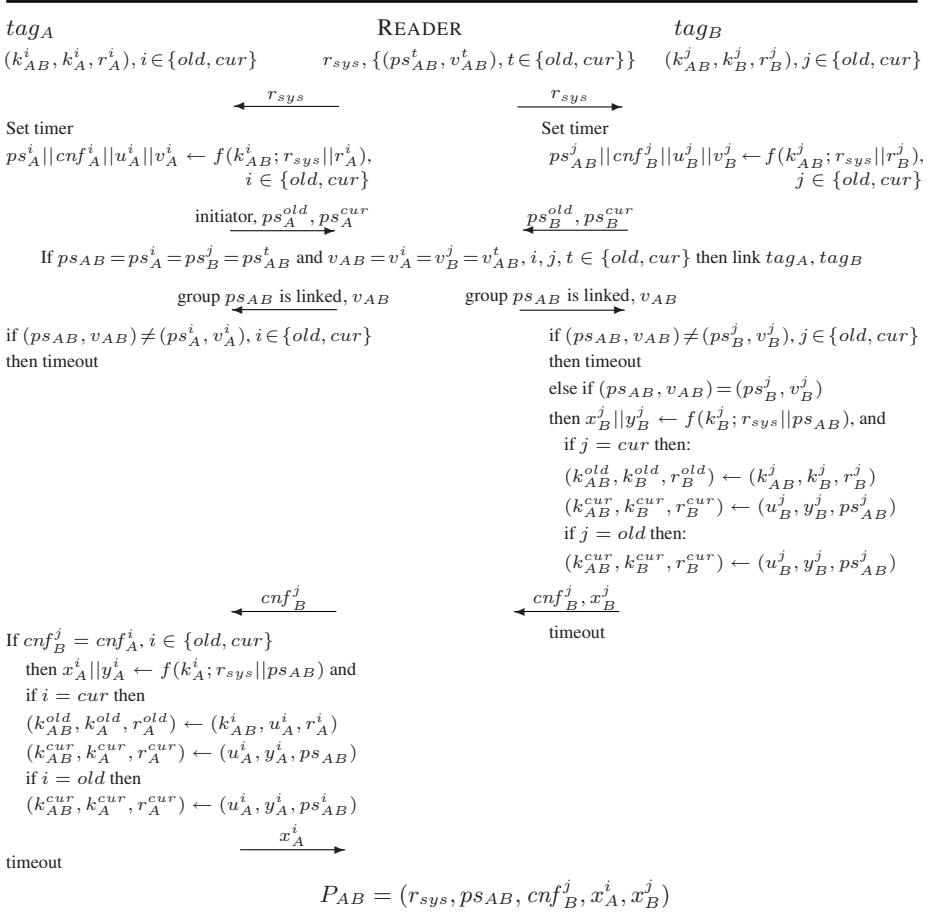 tag_A READER tag_B
(k^i_{AB}, k^i_A, r^i_A), i∈{old, cur} r_{sys}, {(ps^t_{AB}, v^t_{AB}), t∈{old, cur}} (k^j_{AB}, k^j_B, r^j_B), j∈{old, cur}
r_{sys} r_{sys}
Set timer Set timer
ps^i_A||cnf^i_A||u^i_A||v^i_A ← f(k^i_{AB}; r_{sys}||r^i_A), ps^j_{AB}||cnf^j_B||u^j_B||v^j_B ← f(k^j_{AB}; r_{sys}||r^j_B),
i ∈ {old, cur} j ∈ {old, cur}
initiator, ps^{old}_A, ps^{cur}_A ps^{old}_B, ps^{cur}_B
If ps_{AB} = ps^i_A = ps^j_B = ps^t_{AB} and v_{AB} = v^i_A = v^j_B = v^t_{AB}, i, j, t ∈ {old, cur} then link tag_A, tag_B
group ps_{AB} is linked, v_{AB} group ps_{AB} is linked, v_{AB}
if (ps_{AB}, v_{AB}) ≠ (ps^i_A, v^i_A), i∈{old, cur} if (ps_{AB}, v_{AB}) ≠ (ps^j_B, v^j_B), j∈{old, cur}
then timeout then timeout
else if (ps_{AB}, v_{AB}) = (ps^j_B, v^j_B)
then x^j_B||y^j_B ← f(k^j_B; r_{sys}||ps_{AB}), and
if j = cur then:
(k^{old}_{AB}, k^{old}_B, r^{old}_B) ← (k^j_{AB}, k^j_B, r^j_B)
(k^{cur}_{AB}, k^{cur}_B, r^{cur}_B) ← (u^j_B, y^j_B, ps^j_{AB})
if j = old then:
(k^{cur}_{AB}, k^{cur}_B, r^{cur}_B) ← (u^j_B, y^j_B, ps^j_{AB})
cnf^j_B cnf^j_B, x^j_B
timeout
If cnf^j_B = cnf^i_A, i ∈ {old, cur}
then x^i_A||y^i_A ← f(k^i_A; r_{sys}||ps_{AB}) and
if i = cur then
(k^{old}_{AB}, k^{old}_A, r^{old}_A) ← (k^i_{AB}, u^i_A, r^i_A)
(k^{cur}_{AB}, k^{cur}_A, r^{cur}_A) ← (u^i_A, y^i_A, ps_{AB})
if i = old then
(k^{cur}_{AB}, k^{cur}_A, r^{cur}_A) ← (u^i_A, y^i_A, ps^i_{AB})
x^i_A
timeout
P_{AB} = (r_{sys}, ps_{AB}, cnf^j_B, x^i_A, x^j_B)